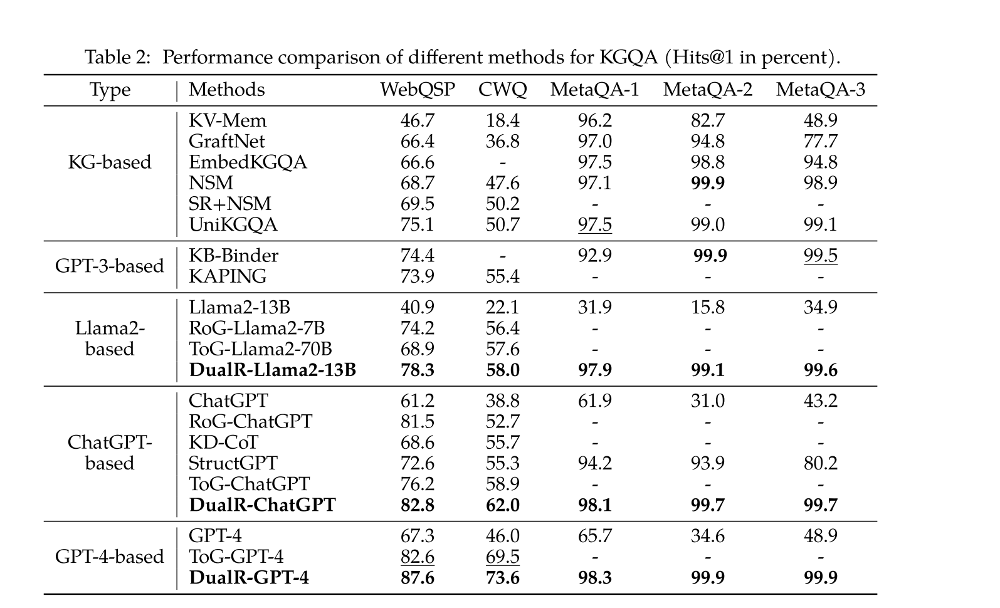 Table 2: Performance comparison of different methods for KGQA (Hits@1 in percent).
Type Methods WebQSP CWQ MetaQA-1 MetaQA-2 MetaQA-3
KV-Mem 46.7 18.4 96.2 82.7 48.9
GraftNet 66.4 36.8 97.0 94.8 77.7
KG-based EmbedKGQA 66.6 - 97.5 98.8 94.8
NSM 68.7 47.6 97.1 99.9 98.9
SR+NSM 69.5 50.2 - - -
UniKGQA 75.1 50.7 97.5 99.0 99.1
GPT-3-based
KB-Binder 74.4 - 92.9 99.9 99.5
KAPING 73.9 55.4 - - -
Llama2-13B 40.9 22.1 31.9 15.8 34.9
Llama2- RoG-Llama2-7B 74.2 56.4 - - -
based ToG-Llama2-70B 68.9 57.6 - - -
DualR-Llama2-13B 78.3 58.0 97.9 99.1 99.6
ChatGPT 61.2 38.8 61.9 31.0 43.2
RoG-ChatGPT 81.5 52.7 - - -
ChatGPT- KD-CoT 68.6 55.7 - - -
based StructGPT 72.6 55.3 94.2 93.9 80.2
ToG-ChatGPT 76.2 58.9 - - -
DualR-ChatGPT 82.8 62.0 98.1 99.7 99.7
GPT-4 67.3 46.0 65.7 34.6 48.9
GPT-4-based ToG-GPT-4 82.6 69.5 - - -
DualR-GPT-4 87.6 73.6 98.3 99.9 99.9